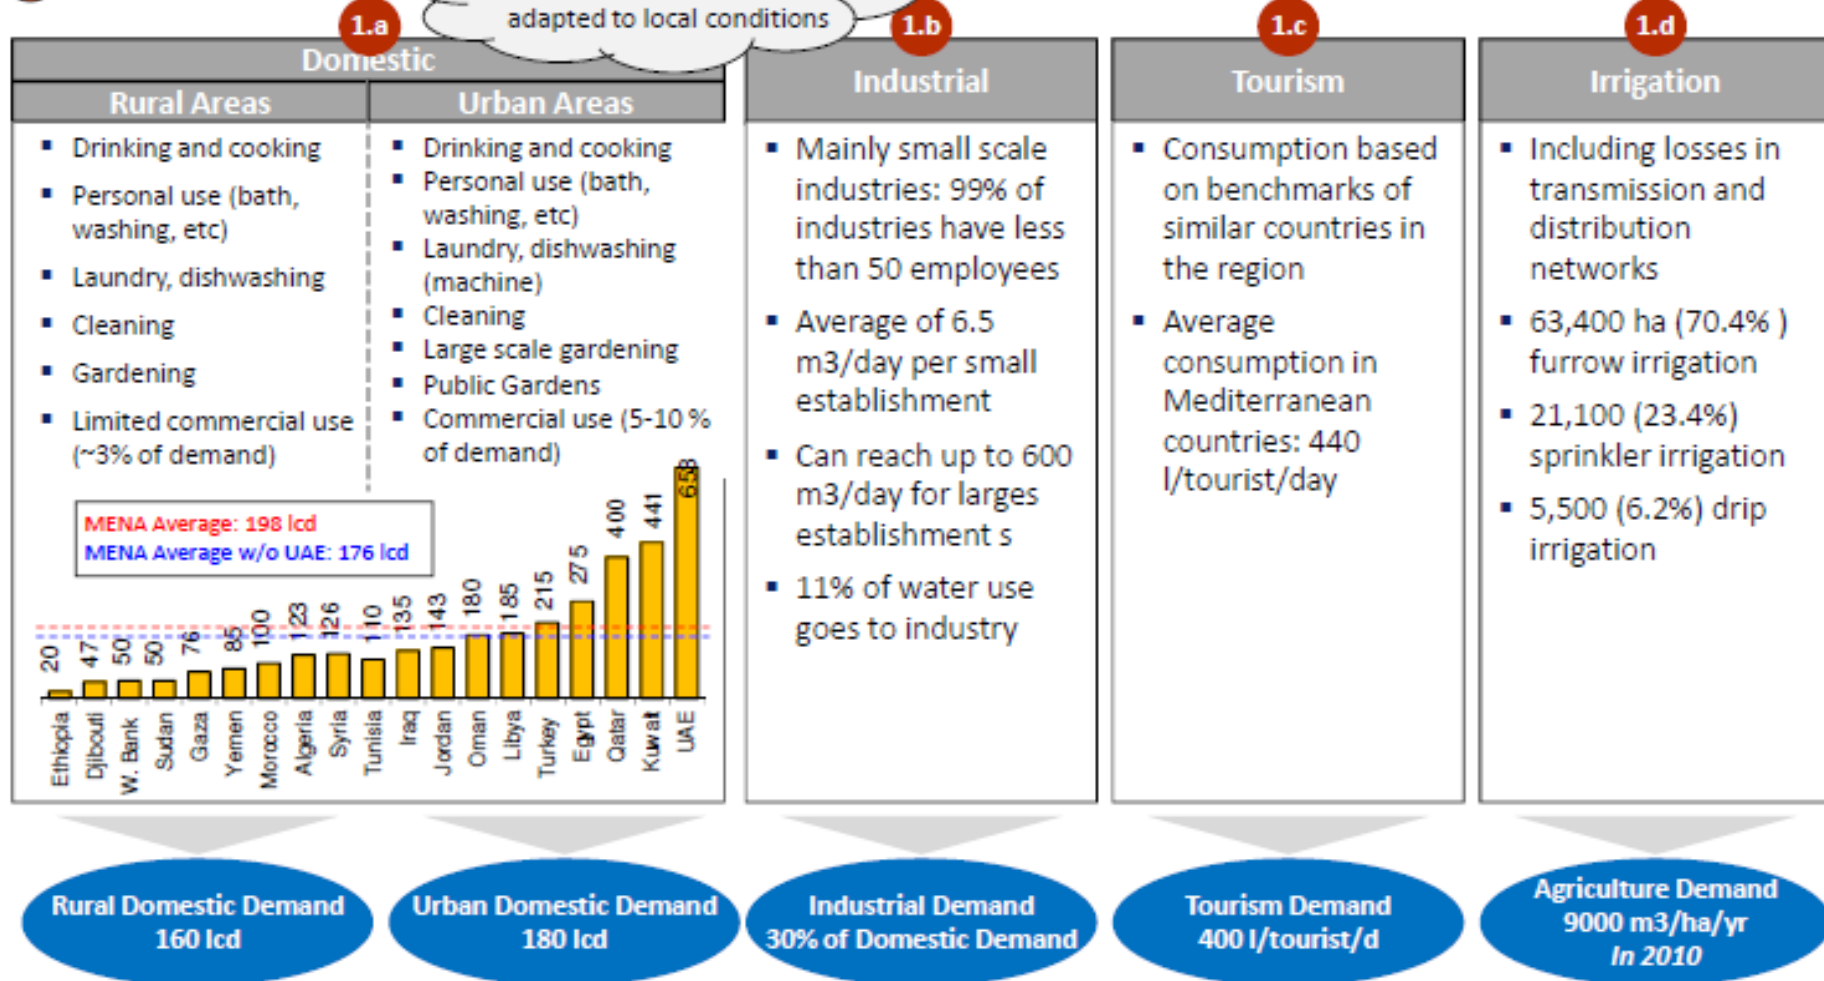 adapted to local conditions
1.a
Domestic
Rural Areas
Urban Areas
▪ Drinking and cooking
▪ Personal use (bath,
washing, etc)
▪ Laundry, dishwashing
▪ Cleaning
▪ Gardening
▪ Limited commercial use
(~3% of demand)
▪ Drinking and cooking
▪ Personal use (bath,
washing, etc)
▪ Laundry, dishwashing
(machine)
▪ Cleaning
▪ Large scale gardening
▪ Public Gardens
▪ Commercial use (5-10 %
of demand)
MENA Average: 198 lcd
MENA Average w/o UAE: 176 lcd
20
47
50
50
76
85
100
123
126
110
135
143
180
185
215
275
400
441
658
Ethiopia
Djibouti
W. Bank
Sudan
Gaza
Yemen
Morocco
Algeria
Syria
Tunisia
Iraq
Jordan
Oman
Libya
Turkey
Egypt
Qatar
Kuwait
UAE
Rural Domestic Demand
160 lcd
Urban Domestic Demand
180 lcd
1.b
Industrial
▪ Mainly small scale
industries: 99% of
industries have less
than 50 employees
▪ Average of 6.5
m3/day per small
establishment
▪ Can reach up to 600
m3/day for larges
establishment s
▪ 11% of water use
goes to industry
Industrial Demand
30% of Domestic Demand
1.c
Tourism
▪ Consumption based
on benchmarks of
similar countries in
the region
▪ Average
consumption in
Mediterranean
countries: 440
l/tourist/day
Tourism Demand
400 l/tourist/d
1.d
Irrigation
▪ Including losses in
transmission and
distribution
networks
▪ 63,400 ha (70.4% )
furrow irrigation
▪ 21,100 (23.4%)
sprinkler irrigation
▪ 5,500 (6.2%) drip
irrigation
Agriculture Demand
9000 m3/ha/yr
In 2010